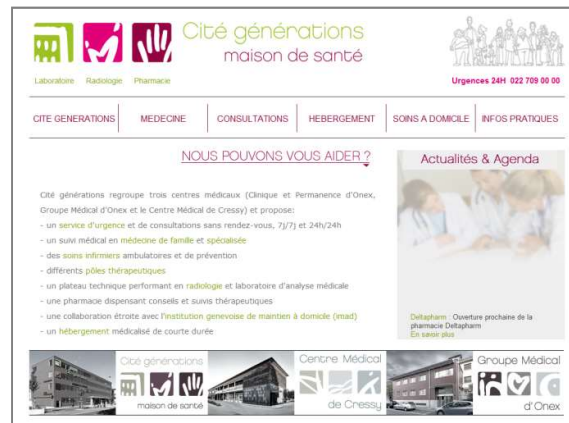 Cité générations
maison de santé
Laboratoire Radiologie Pharmacie
Urgences 24H 022 709 00 00
CITE GENERATIONS MEDECINE CONSULTATIONS HEBERGEMENT SOINS A DOMICILE INFOS PRATIQUES
NOUS POUVONS VOUS AIDER ?
Cité générations regroupe trois centres médicaux (Clinique et Permanence d'Onex,
Groupe Médical d'Onex et le Centre Médical de Cressy) et propose:
- un service d'urgence et de consultations sans rendez-vous, 7j/7j et 24h/24h
- un suivi médical en médecine de famille et spécialisée
- des soins infirmiers ambulatoires et de prévention
- différents pôles thérapeutiques
- un plateau technique performant en radiologie et laboratoire d'analyse médicale
- une pharmacie dispensant conseils et suivis thérapeutiques
- une collaboration étroite avec l'institution genevoise de maintien à domicile (imad)
- un hébergement médicalisé de courte durée
Actualités & Agenda
Deltapharm : Ouverture prochaine de la
pharmacie Deltapharm
En savoir plus
Cité générations
maison de santé
Centre Médical
de Cressy
Groupe Médical
d'Onex